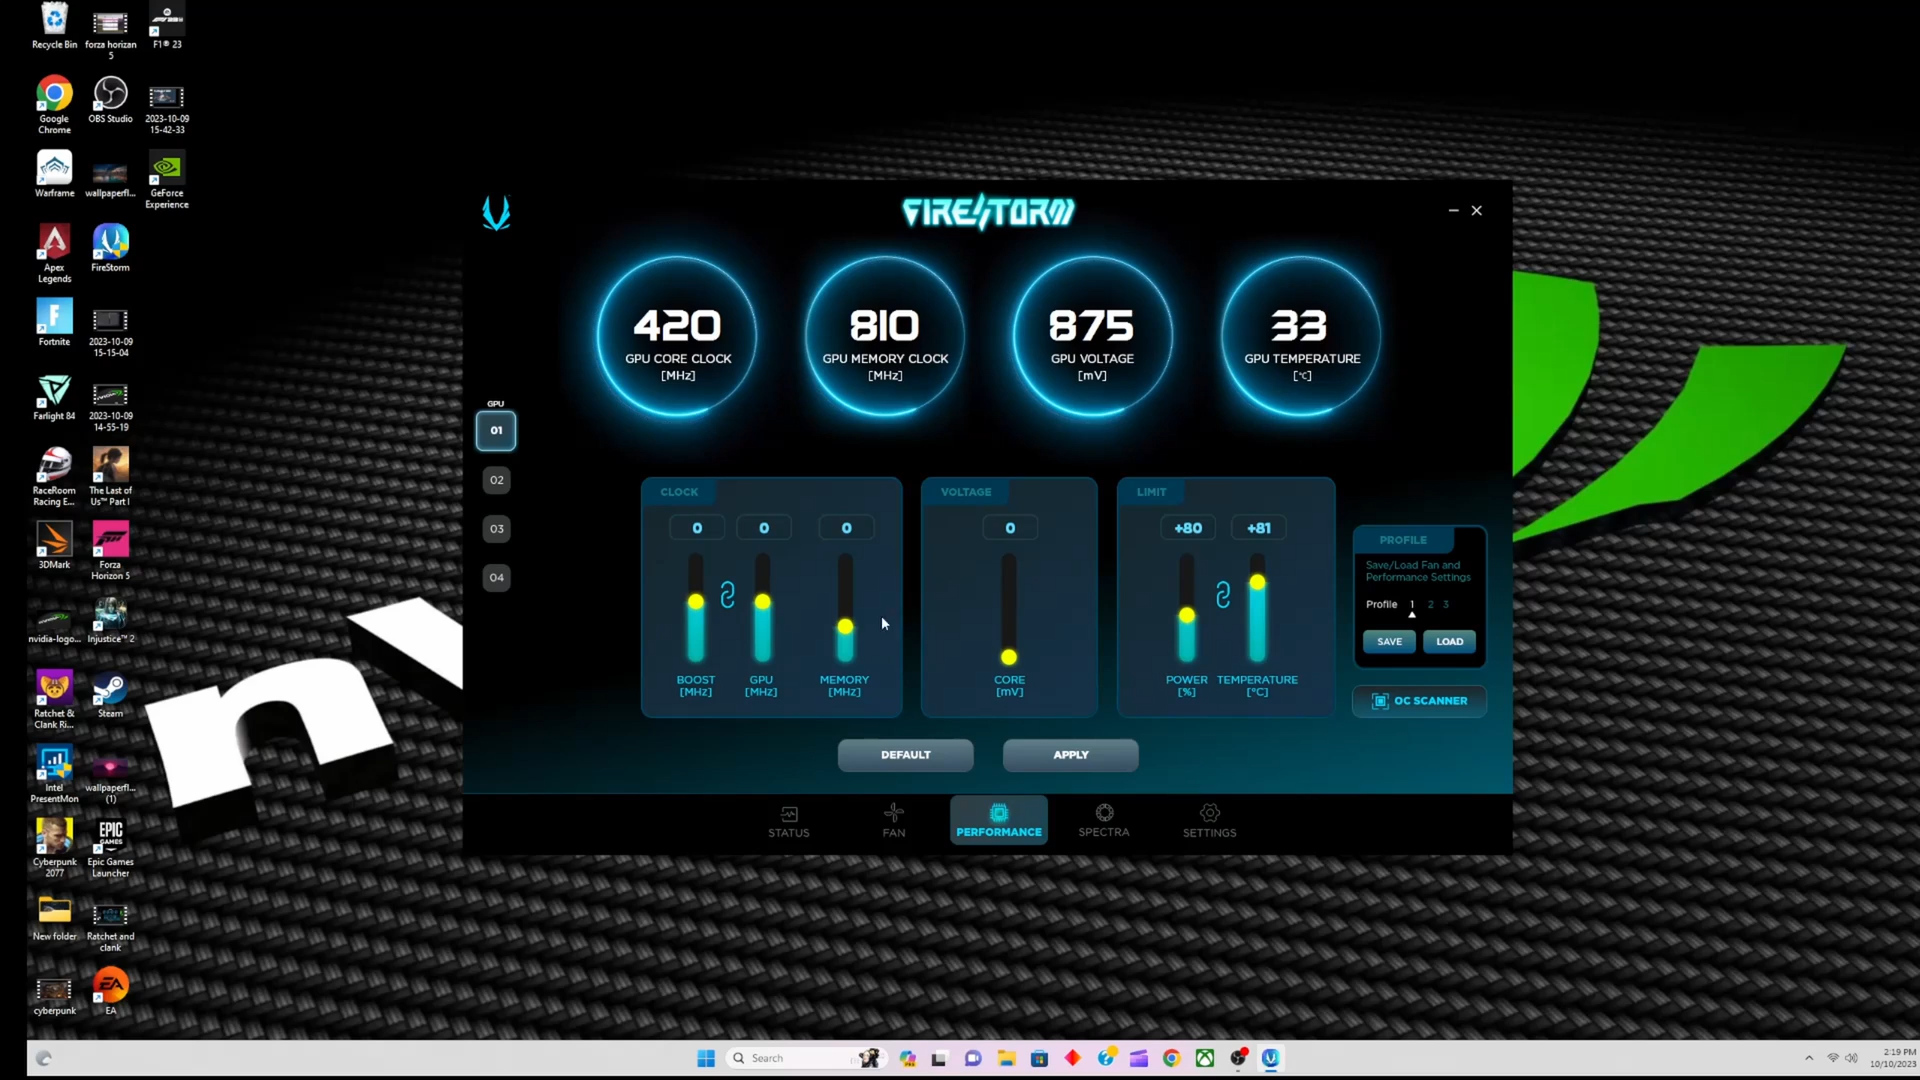 Recycle Bin
forza horizan
5
F1® 23
Google
Chrome
OBS Studio
2023-10-09
15-42-33
Warframe
wallpaperfl...
GeForce
Experience
Apex
Legends
FireStorm
Fortnite
2023-10-09
15-15-04
Farlight 84
2023-10-09
14-55-19
RaceRoom
Racing E...
The Last of
Us™ Part I
3DMark
Forza
Horizon 5
nvidia-logo...
Injustice™ 2
Ratchet &
Clank Ri...
Steam
Intel
PresentMon
wallpaperfl...
(1)
Cyberpunk
2077
EPIC
GAMES
Epic Games
Launcher
New folder
Ratchet and
clank
cyberpunk
EA
EA
n
FIRESTORM
420
GPU CORE CLOCK
[MHz]
810
GPU MEMORY CLOCK
[MHz]
875
GPU VOLTAGE
[mV]
33
GPU TEMPERATURE
[℃]
GPU
01
02
03
04
CLOCK
0
0
0
BOOST
[MHz]
GPU
[MHz]
MEMORY
[MHz]
VOLTAGE
0
CORE
[mV]
LIMIT
+80
+81
POWER
[%]
TEMPERATURE
[°C]
PROFILE
Save/Load Fan and
Performance Settings
Profile 1 2 3
SAVE
LOAD
OC SCANNER
DEFAULT
APPLY
STATUS
FAN
PERFORMANCE
SPECTRA
SETTINGS
Search
2:19 PM
10/10/2023